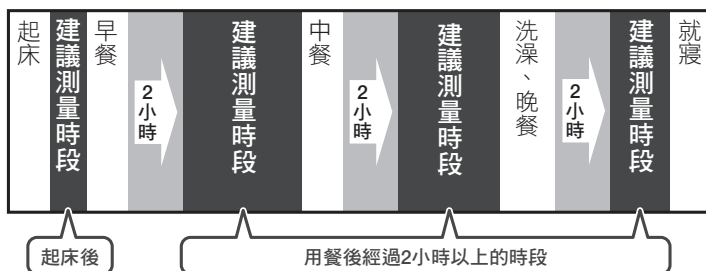 起床
建議測量時段
早餐
2小時
建議測量時段
中餐
2小時
建議測量時段
洗澡、晚餐
2小時
建議測量時段
就寢
起床後
用餐後經過2小時以上的時段